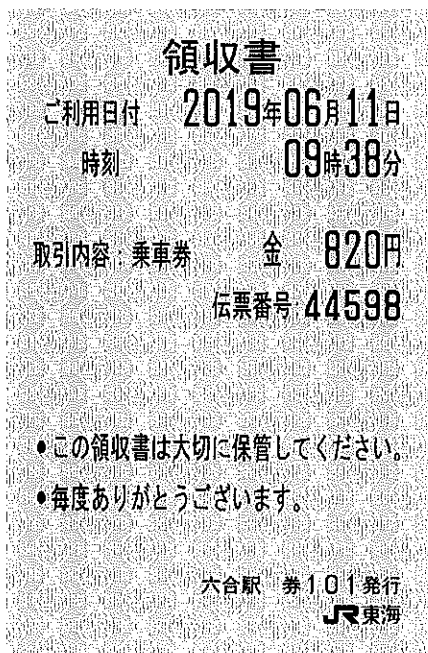 領収書
ご利用日付 2019年06月11日
時刻 09時38分
取引内容：乗車券 金 820円
伝票番号：44598
●この領収書は大切に保管してください。
●毎度ありがとうございます。
六合駅 券101発行
JR東海